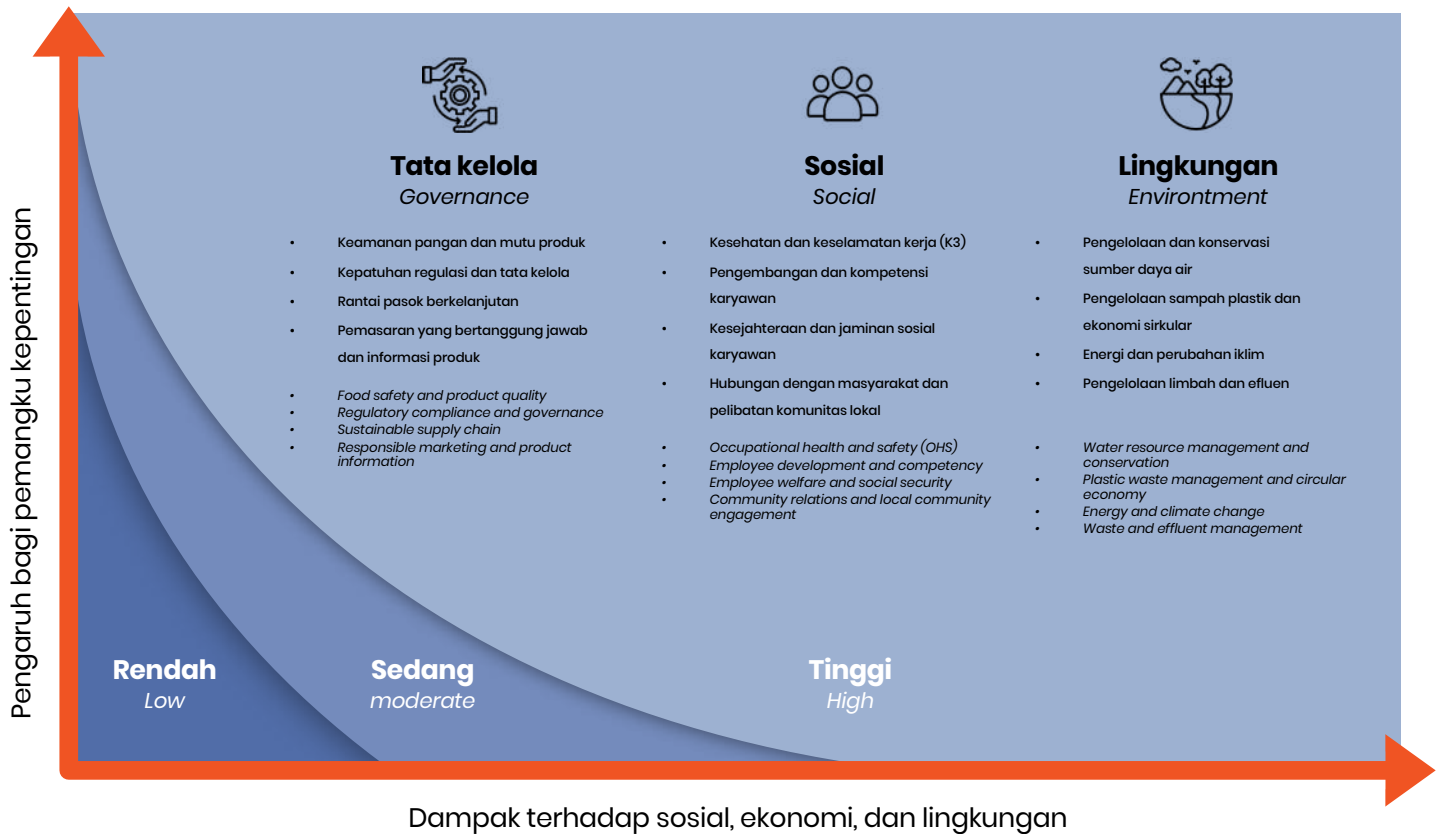 Pengaruh bagi pemangku kepentingan
Tata kelola
Governance
Keamanan pangan dan mutu produk
Kepatuhan regulasi dan tata kelola
Rantai pasok berkelanjutan
Pemasaran yang bertanggung jawab
dan informasi produk
Food safety and product quality
Regulatory compliance and governance
Sustainable supply chain
Responsible marketing and product
information
Sosial
Social
Kesehatan dan keselamatan kerja (K3)
Pengembangan dan kompetensi
karyawan
Kesejahteraan dan jaminan sosial
karyawan
Hubungan dengan masyarakat dan
pelibatan komunitas lokal
Occupational health and safety (OHS)
Employee development and competency
Employee welfare and social security
Community relations and local community
engagement
Lingkungan
Environtment
Pengelolaan dan konservasi
sumber daya air
Pengelolaan sampah plastik dan
ekonomi sirkular
Energi dan perubahan iklim
Pengelolaan limbah dan efluen
Water resource management and
conservation
Plastic waste management and circular
economy
Energy and climate change
Waste and effluent management
Rendah
Low
Sedang
moderate
Tinggi
High
Dampak terhadap sosial, ekonomi, dan lingkungan